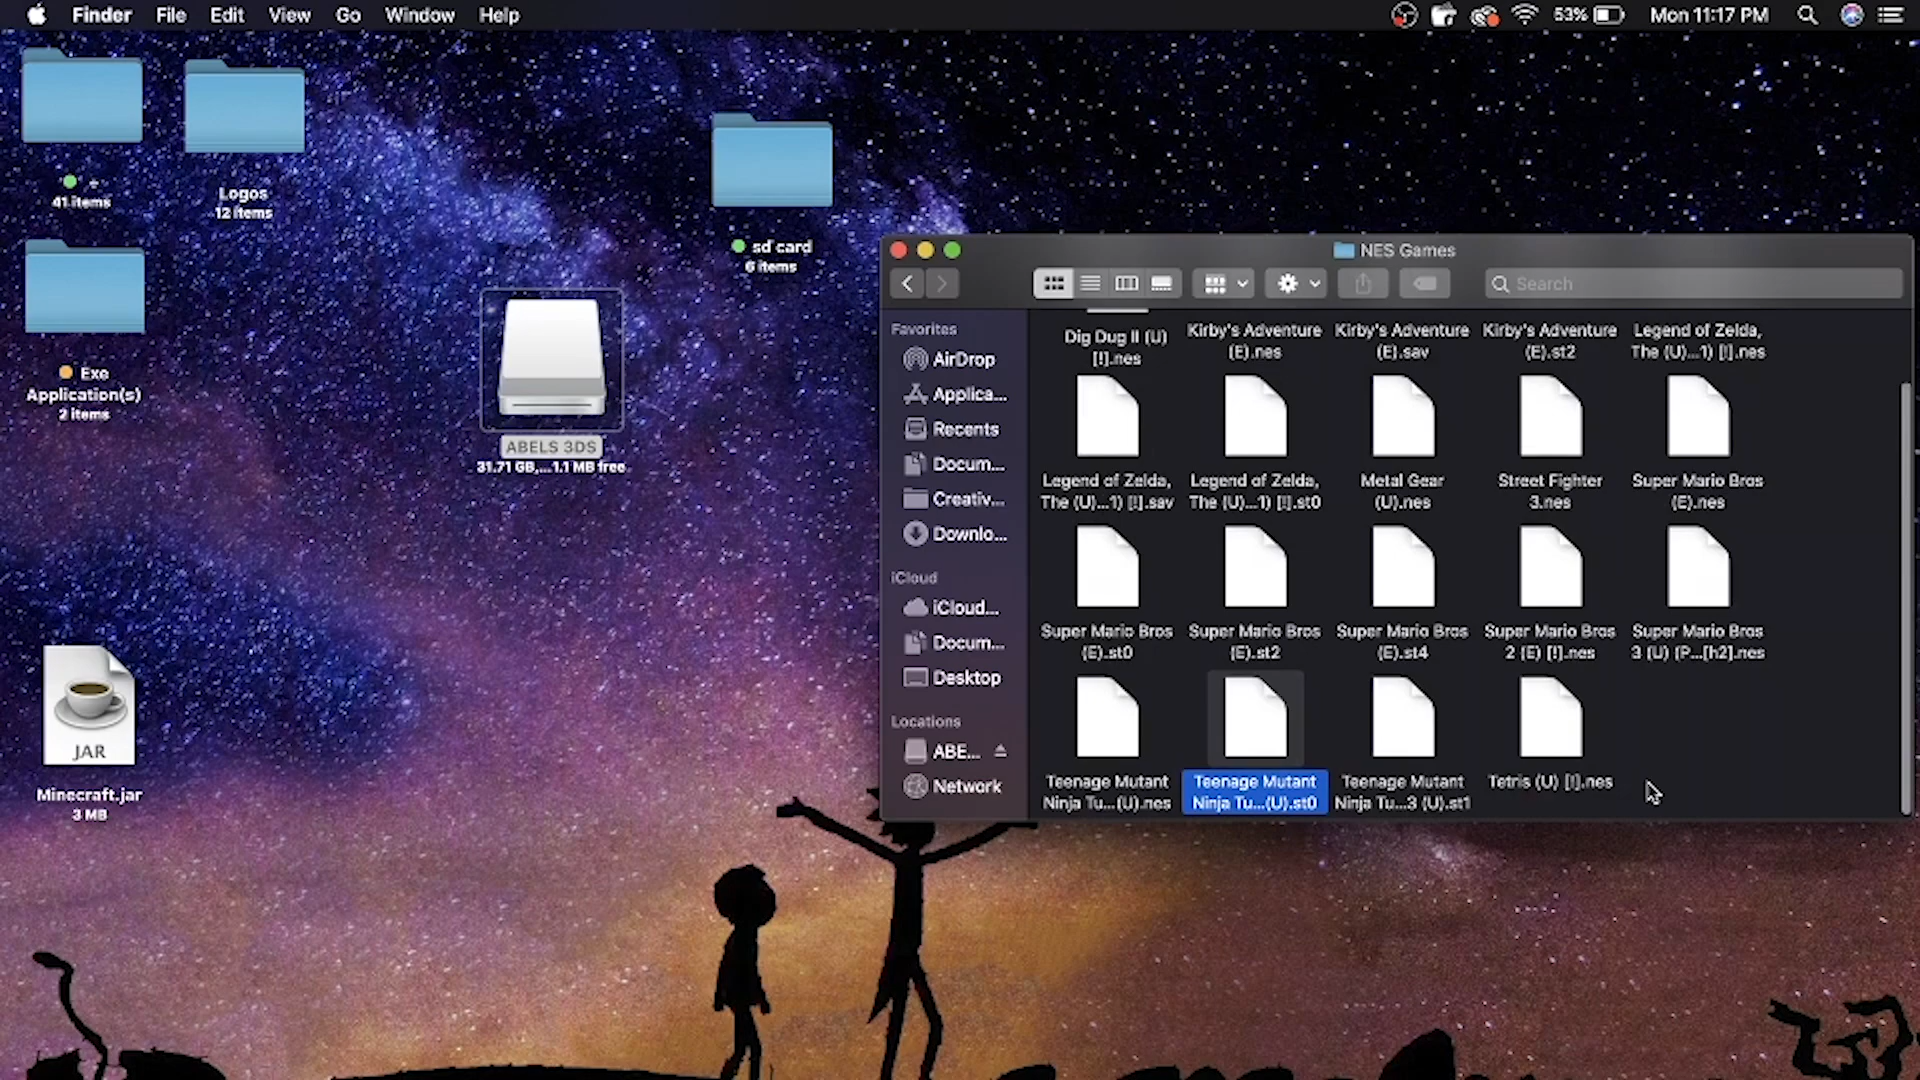 Finder File Edit View Go Window Help
53% Mon 11:17 PM
41 items
Logos
12 items
sd card
6 items
Exe
Application(s)
2 items
ABELS 3DS
31.71 GB,...1.1 MB free
JAR
Minecraft.jar
3 MB
NES Games
Search
Favorites
AirDrop
Applica...
Recents
Docum...
Creativ...
Downlo...
iCloud
iCloud...
Docum...
Desktop
Locations
ABE...
Network
Dig Dug II (U)
[!].nes
Kirby's Adventure
(E).nes
Kirby's Adventure
(E).sav
Kirby's Adventure
(E).st2
Legend of Zelda,
The (U)...1) [!].nes
Legend of Zelda,
The (U)...1) [!].sav
Legend of Zelda,
The (U)...1) [!].st0
Metal Gear
(U).nes
Street Fighter
3.nes
Super Mario Bros
(E).nes
Super Mario Bros
(E).st0
Super Mario Bros
(E).st2
Super Mario Bros
(E).st4
Super Mario Bros
2 (E) [!].nes
Super Mario Bros
3 (U) (P...[h2].nes
Teenage Mutant
Ninja Tu...(U).nes
Teenage Mutant
Ninja Tu...(U).st0
Teenage Mutant
Ninja Tu...3 (U).st1
Tetris (U) [!].nes